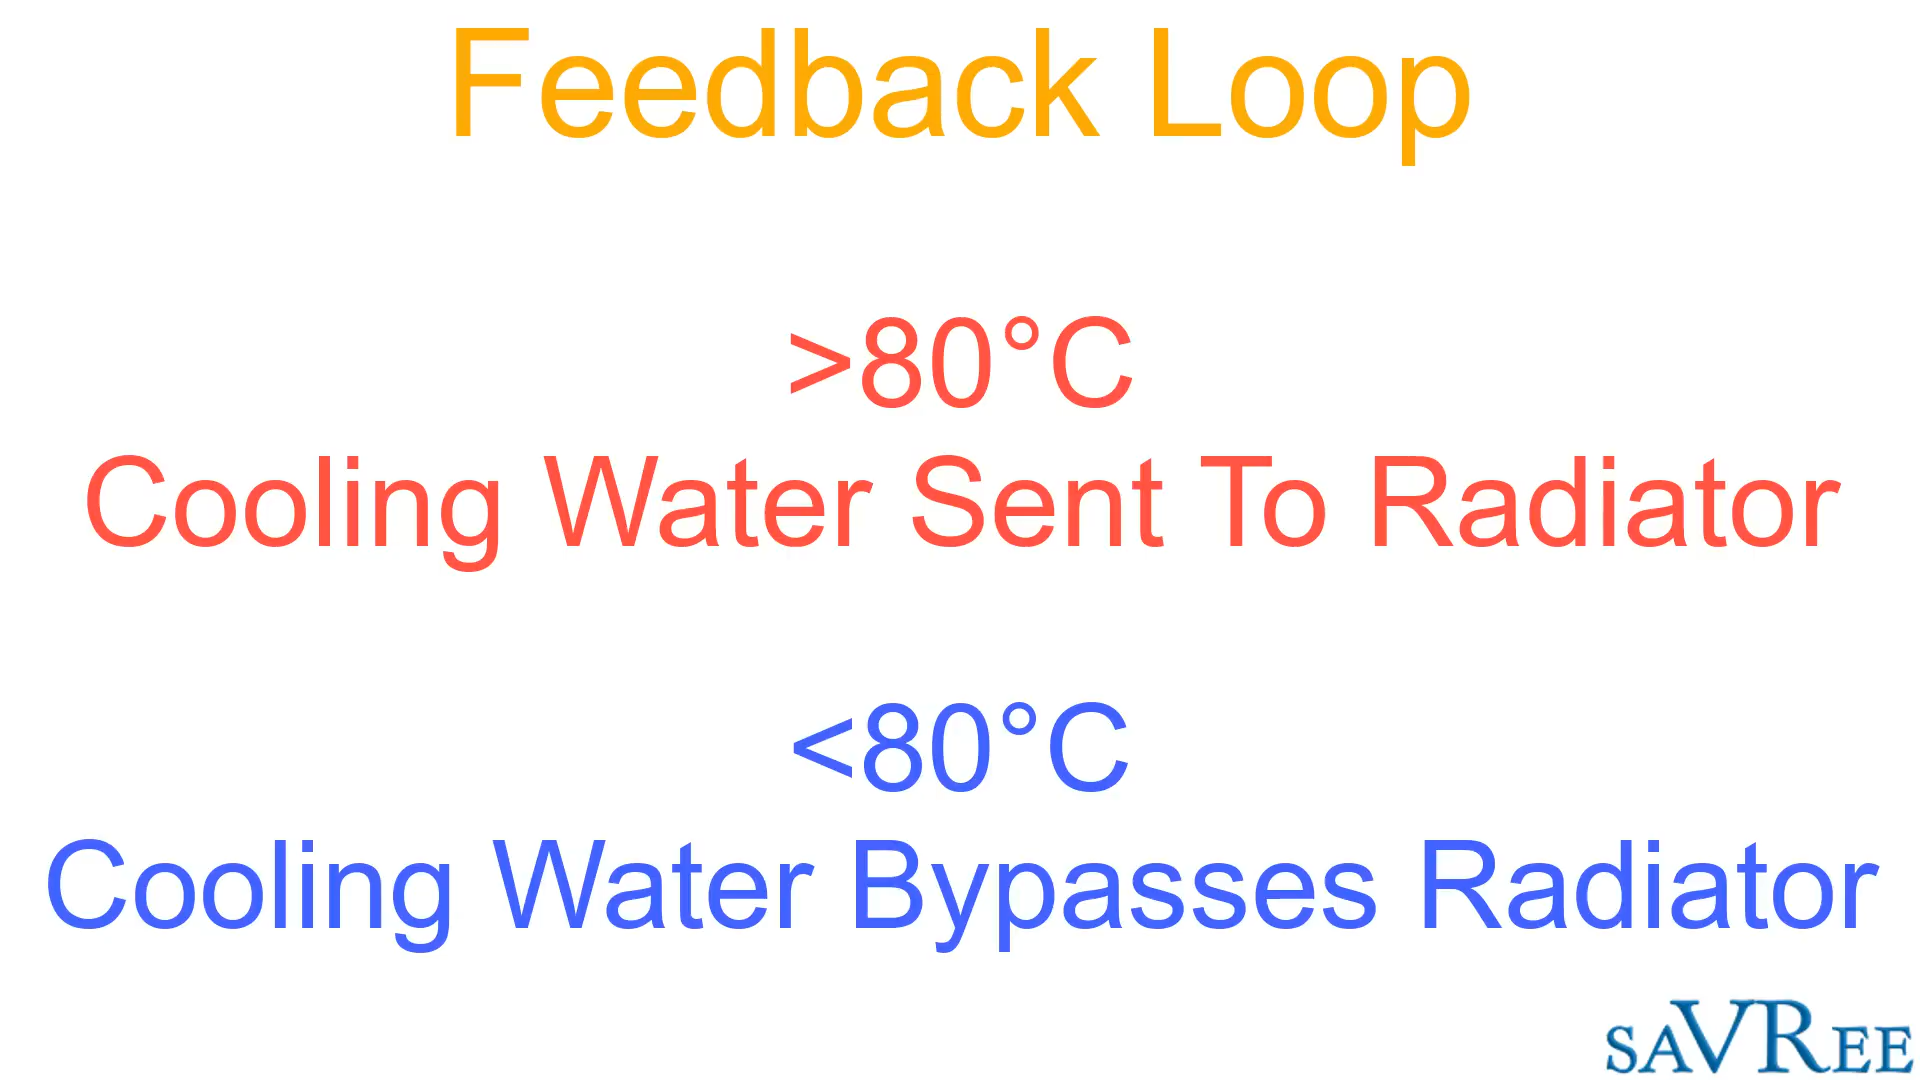 Feedback Loop
>80°C
Cooling Water Sent To Radiator
<80°C
Cooling Water Bypasses Radiator
saVRee